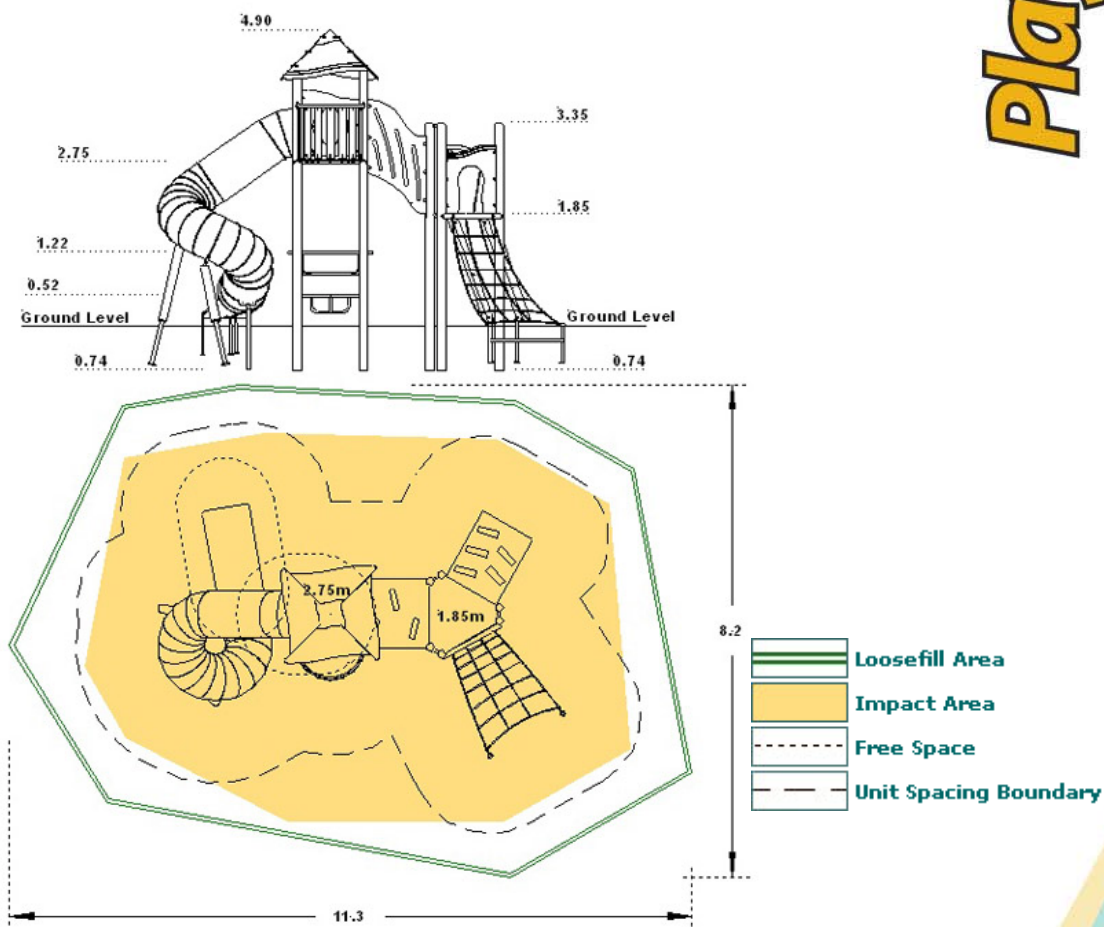 4.90
Pla
3.35
2.75
1.85
1.22
0.52
Ground Level
Ground Level
0.74
0.74
2.75m
1.85m
8.2
Loosefill Area
Impact Area
Free Space
Unit Spacing Boundary
11.3